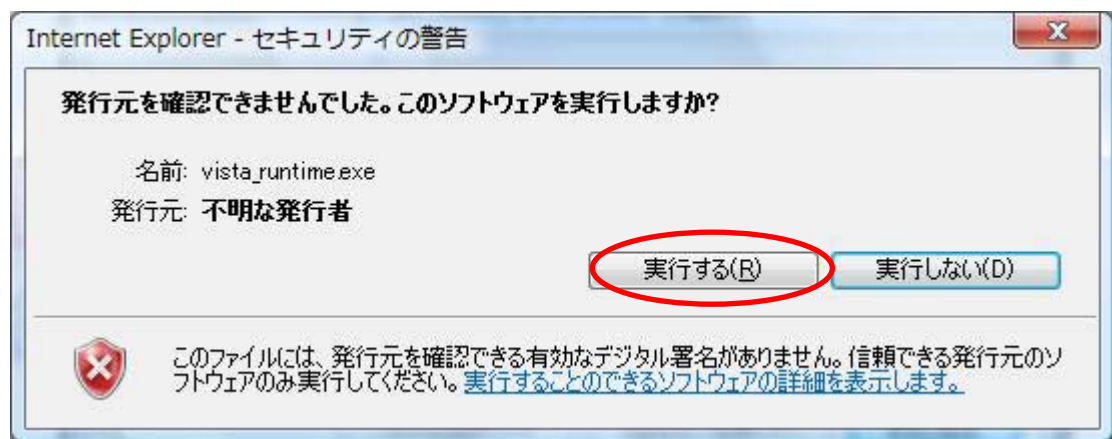 Internet Explorer - セキュリティの警告
発行元を確認できませんでした。このソフトウェアを実行しますか?
名前: vista_runtime.exe
発行元: 不明な発行者
実行する(R) 実行しない(D)
このファイルには、発行元を確認できる有効なデジタル署名がありません。信頼できる発行元のソ
フトウェアのみ実行してください。実行することのできるソフトウェアの詳細を表示します。